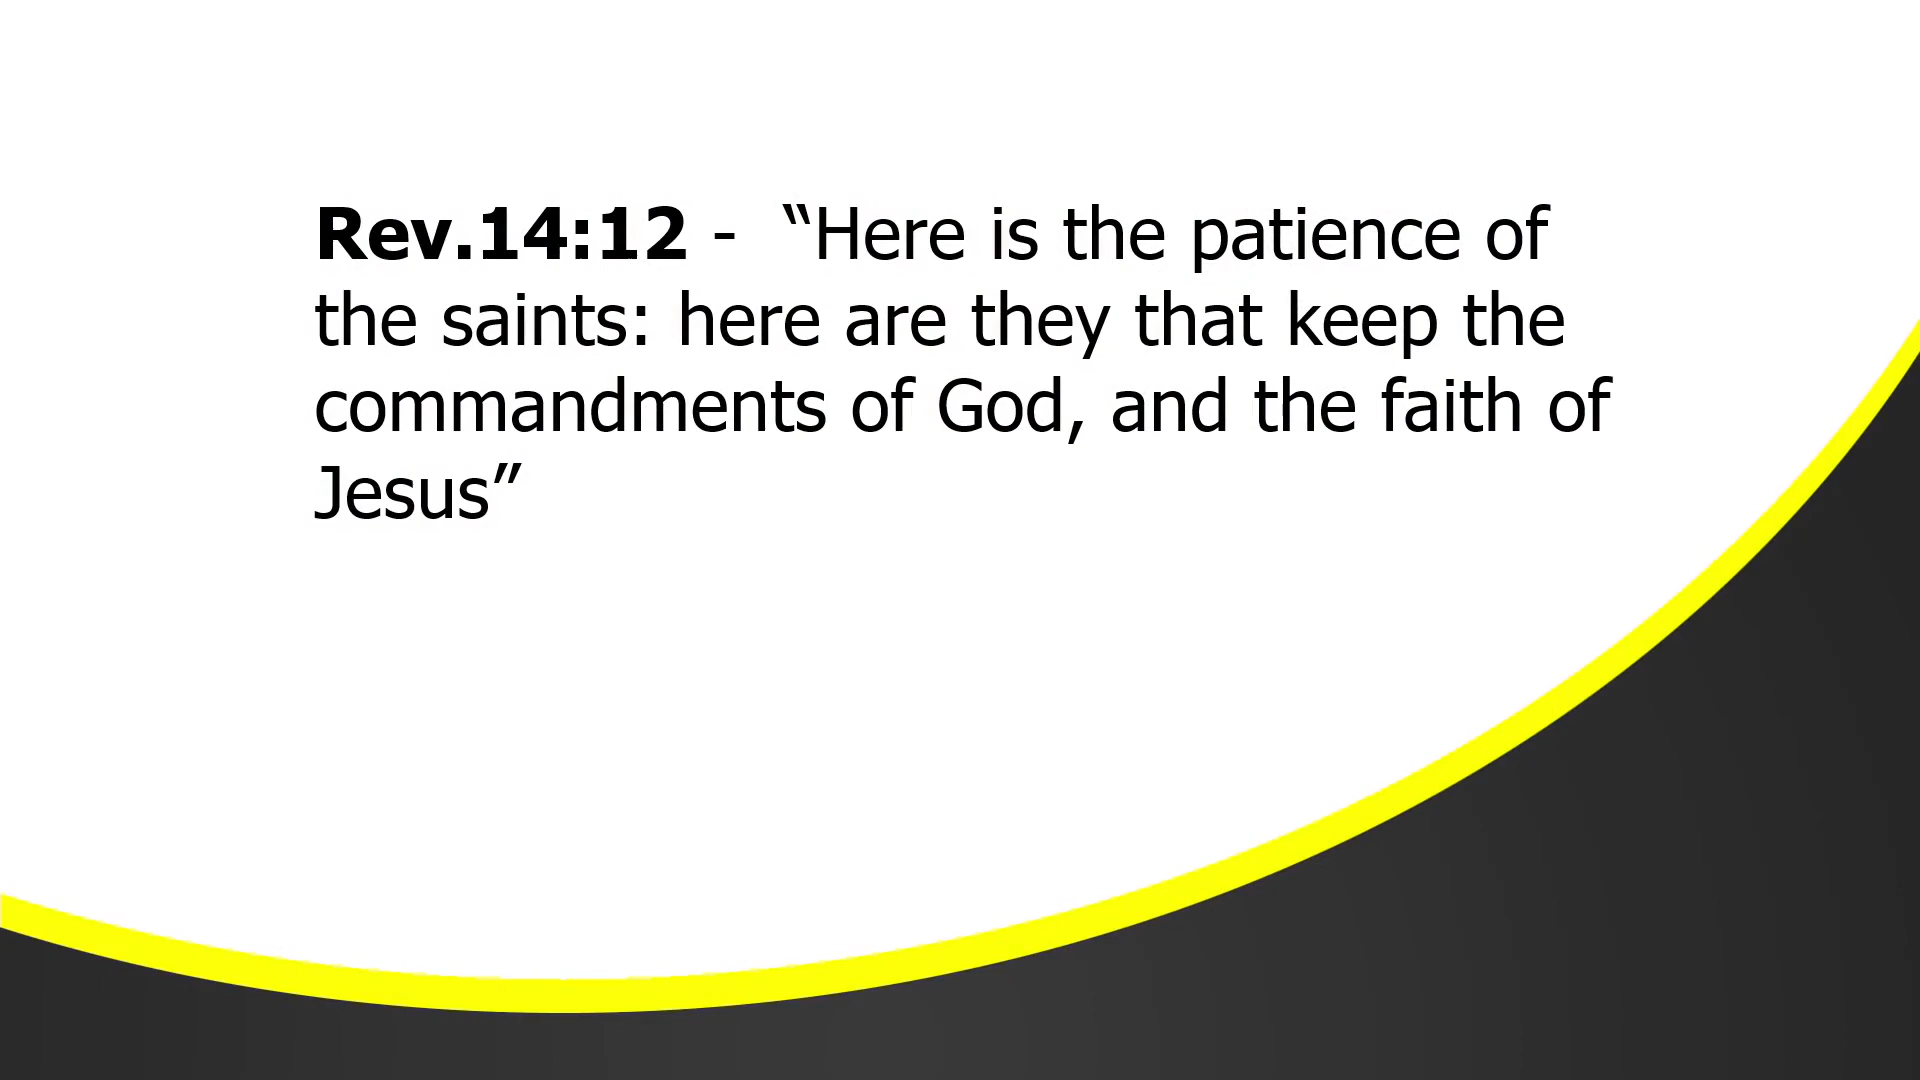 Rev.14:12 -  “Here is the patience of
the saints: here are they that keep the
commandments of God, and the faith of
Jesus”